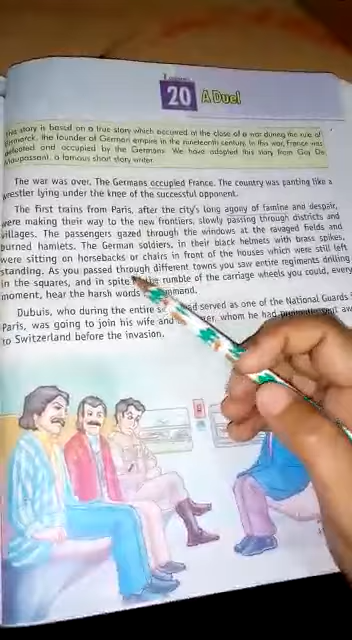 Lesson
20 A Duel
This story is based on a true story which occurred at the close of a war during the rule of
Bismarck, the founder of German empire in the nineteenth century. In this war, France was
defeated and occupied by the Germans. We have adapted this story from Guy De
Maupassant, a famous short story writer.
The war was over. The Germans occupied France. The country was panting like a
wrestler lying under the knee of the successful opponent.
The first trains from Paris, after the city's long agony of famine and despair,
were making their way to the new frontiers, slowly passing through districts and
villages. The passengers gazed through the windows at the ravaged fields and
burned hamlets. The German soldiers, in their black helmets with brass spikes,
were sitting on horsebacks or chairs in front of the houses which were still left
standing. As you passed through different towns you saw entire regiments drilling
in the squares, and in spite the rumble of the carriage wheels you could, every
moment, hear the harsh words command.
Dubuis, who during the entire had served as one of the National Guards
Paris, was going to join his wife and whom he had
to Switzerland before the invasion.